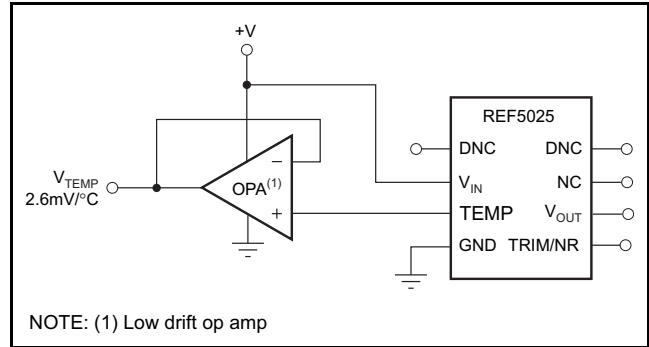 +V
REF5025
DNC DNC
V_IN NC
TEMP V_OUT
GND TRIM/NR
V_TEMP
2.6mV/°C
−
OPA(1)
+
NOTE: (1) Low drift op amp